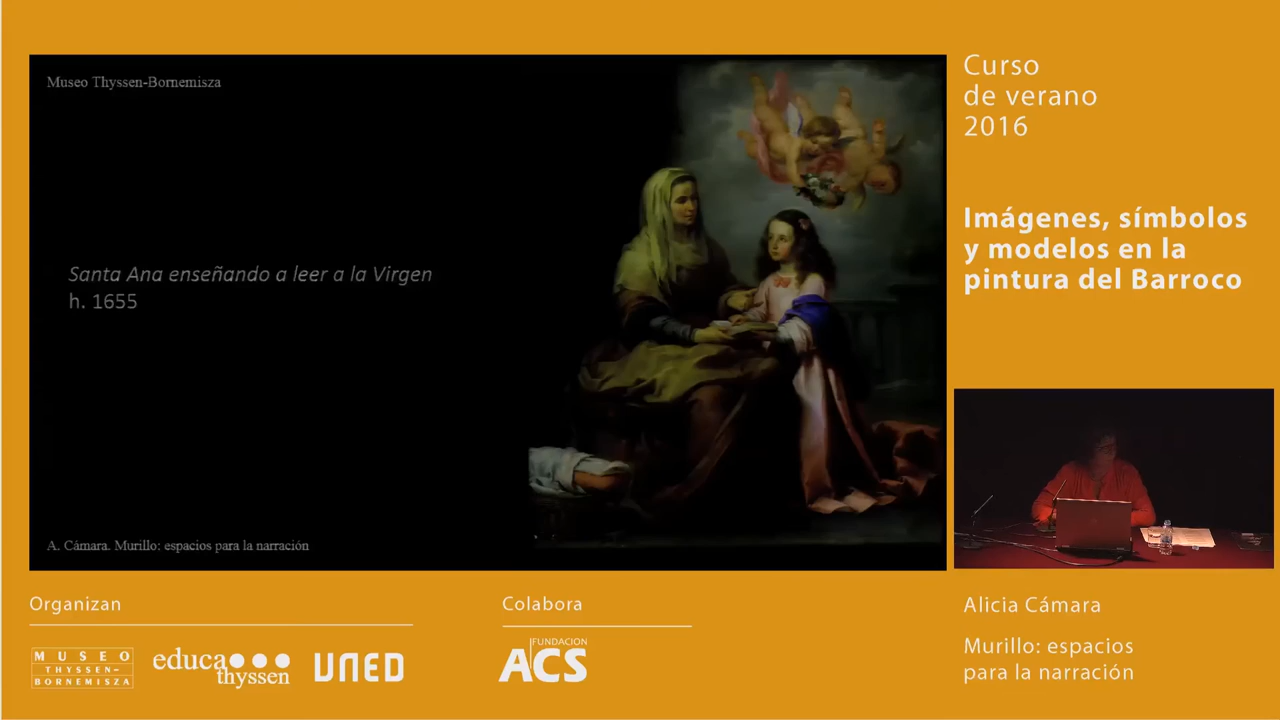 Museo Thyssen-Bornemisza
Santa Ana enseñando a leer a la Virgen
h. 1655
A. Cámara. Murillo: espacios para la narración
Curso
de verano
2016
Imágenes, símbolos
y modelos en la
pintura del Barroco
Alicia Cámara
Murillo: espacios
para la narración
Organizan
MUSEO
THYSSEN-
BORNEMISZA
educa
thyssen
UNED
Colabora
FUNDACION
ACS